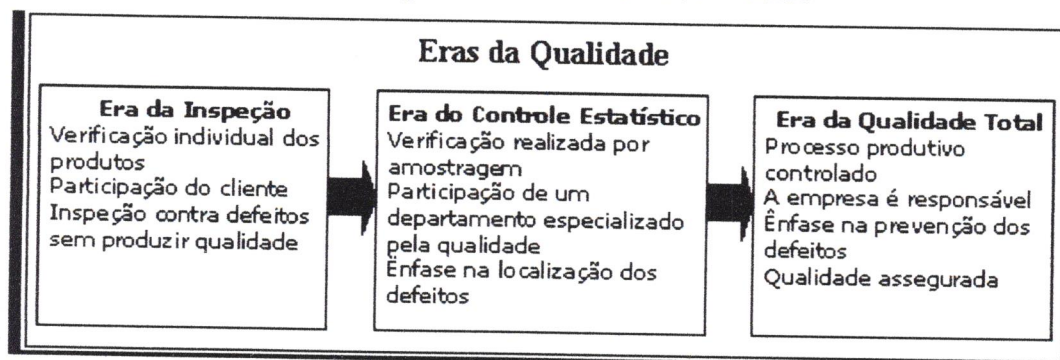 Eras da Qualidade
Era da Inspeção
Verificação individual dos
produtos
Participação do cliente
Inspeção contra defeitos
sem produzir qualidade
Era do Controle Estatístico
Verificação realizada por
amostragem
Participação de um
departamento especializado
pela qualidade
Ênfase na localização dos
defeitos
Era da Qualidade Total
Processo produtivo
controlado
A empresa é responsável
Ênfase na prevenção dos
defeitos
Qualidade assegurada